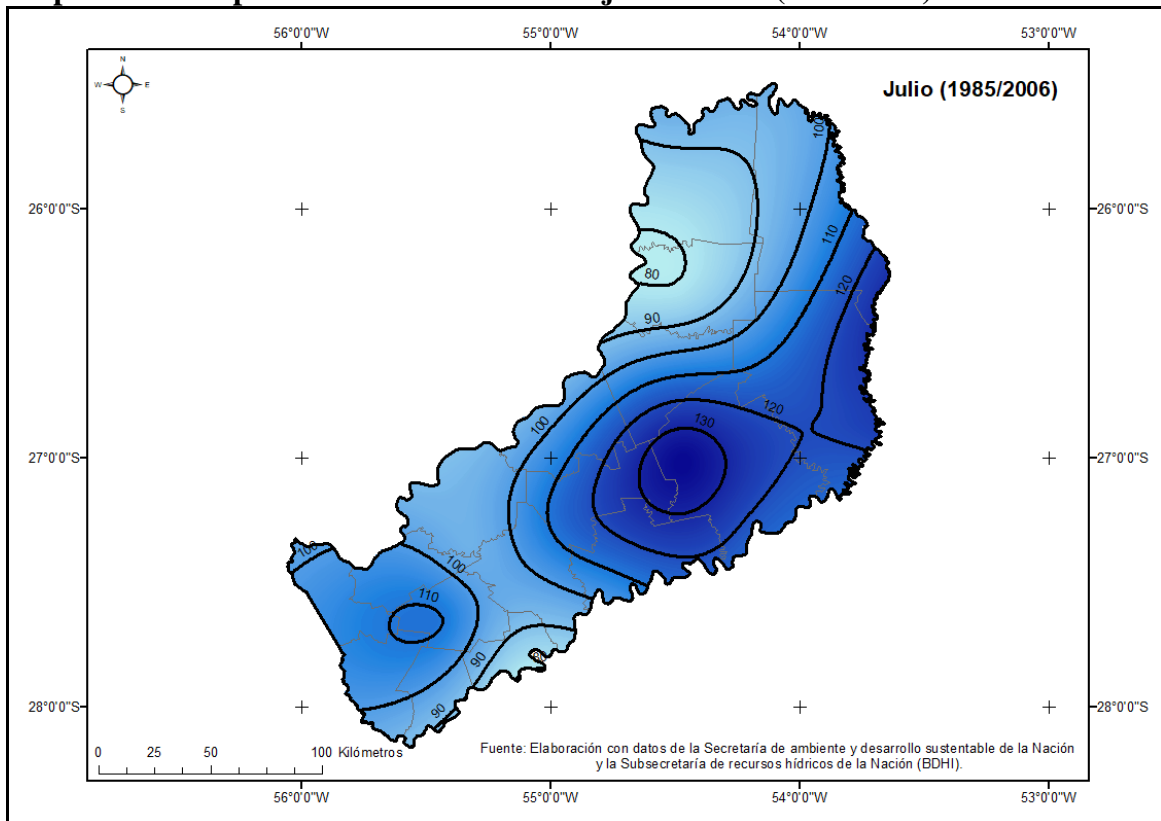 56°0'0"W 55°0'0"W 54°0'0"W 53°0'0"W
N
W E
S
Julio (1985/2006)
100
26°0'0"S 26°0'0"S
110
80
120
90
120
130
100
27°0'0"S 27°0'0"S
100
100
110
90
90
28°0'0"S 28°0'0"S
0 25 50 100 Kilómetros
Fuente: Elaboración con datos de la Secretaría de ambiente y desarrollo sustentable de la Nación
y la Subsecretaría de recursos hídricos de la Nación (BDHI).
56°0'0"W 55°0'0"W 54°0'0"W 53°0'0"W